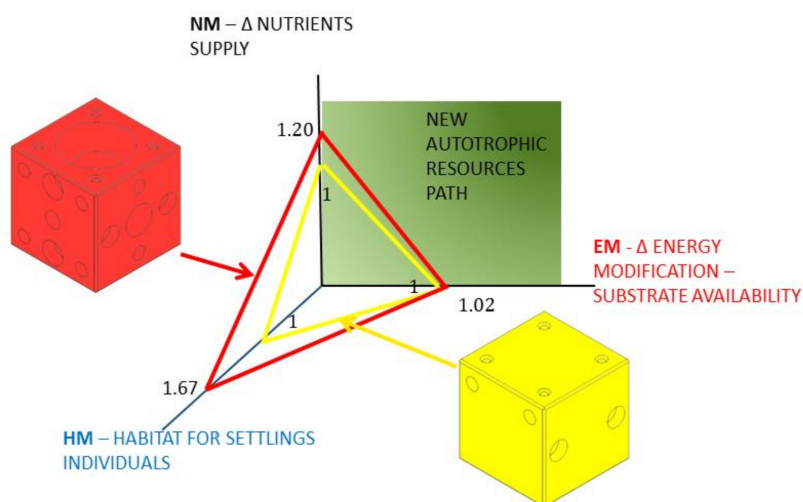 NM – Δ NUTRIENTS
SUPPLY
1.20
NEW
AUTOTROPHIC
RESOURCES
PATH
1
EM - Δ ENERGY
MODIFICATION –
SUBSTRATE AVAILABILITY
1
1.02
1
1.67
HM – HABITAT FOR SETTLINGS
INDIVIDUALS